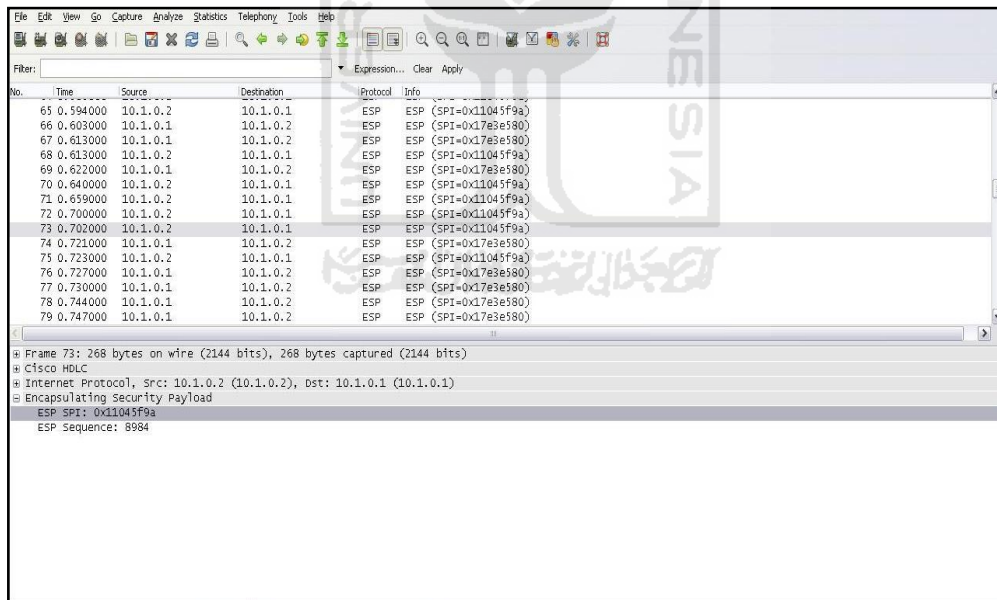 File Edit View Go Capture Analyze Statistics Telephony Tools Help
Filter: Expression... Clear Apply
No. Time Source Destination Protocol Info
65 0.594000 10.1.0.2 10.1.0.1 ESP ESP (SPI=0x11045f9a)
66 0.603000 10.1.0.1 10.1.0.2 ESP ESP (SPI=0x17e3e580)
67 0.613000 10.1.0.1 10.1.0.2 ESP ESP (SPI=0x17e3e580)
68 0.613000 10.1.0.2 10.1.0.1 ESP ESP (SPI=0x11045f9a)
69 0.622000 10.1.0.1 10.1.0.2 ESP ESP (SPI=0x17e3e580)
70 0.640000 10.1.0.2 10.1.0.1 ESP ESP (SPI=0x11045f9a)
71 0.659000 10.1.0.2 10.1.0.1 ESP ESP (SPI=0x11045f9a)
72 0.700000 10.1.0.2 10.1.0.1 ESP ESP (SPI=0x11045f9a)
73 0.702000 10.1.0.2 10.1.0.1 ESP ESP (SPI=0x11045f9a)
74 0.721000 10.1.0.1 10.1.0.2 ESP ESP (SPI=0x17e3e580)
75 0.723000 10.1.0.2 10.1.0.1 ESP ESP (SPI=0x11045f9a)
76 0.727000 10.1.0.1 10.1.0.2 ESP ESP (SPI=0x17e3e580)
77 0.730000 10.1.0.1 10.1.0.2 ESP ESP (SPI=0x17e3e580)
78 0.744000 10.1.0.1 10.1.0.2 ESP ESP (SPI=0x17e3e580)
79 0.747000 10.1.0.1 10.1.0.2 ESP ESP (SPI=0x17e3e580)
Frame 73: 268 bytes on wire (2144 bits), 268 bytes captured (2144 bits)
Cisco HDLC
Internet Protocol, Src: 10.1.0.2 (10.1.0.2), Dst: 10.1.0.1 (10.1.0.1)
Encapsulating Security Payload
ESP SPI: 0x11045f9a
ESP Sequence: 8984